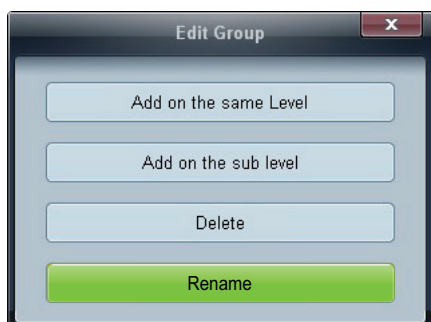 Edit Group
x
Add on the same Level
Add on the sub level
Delete
Rename